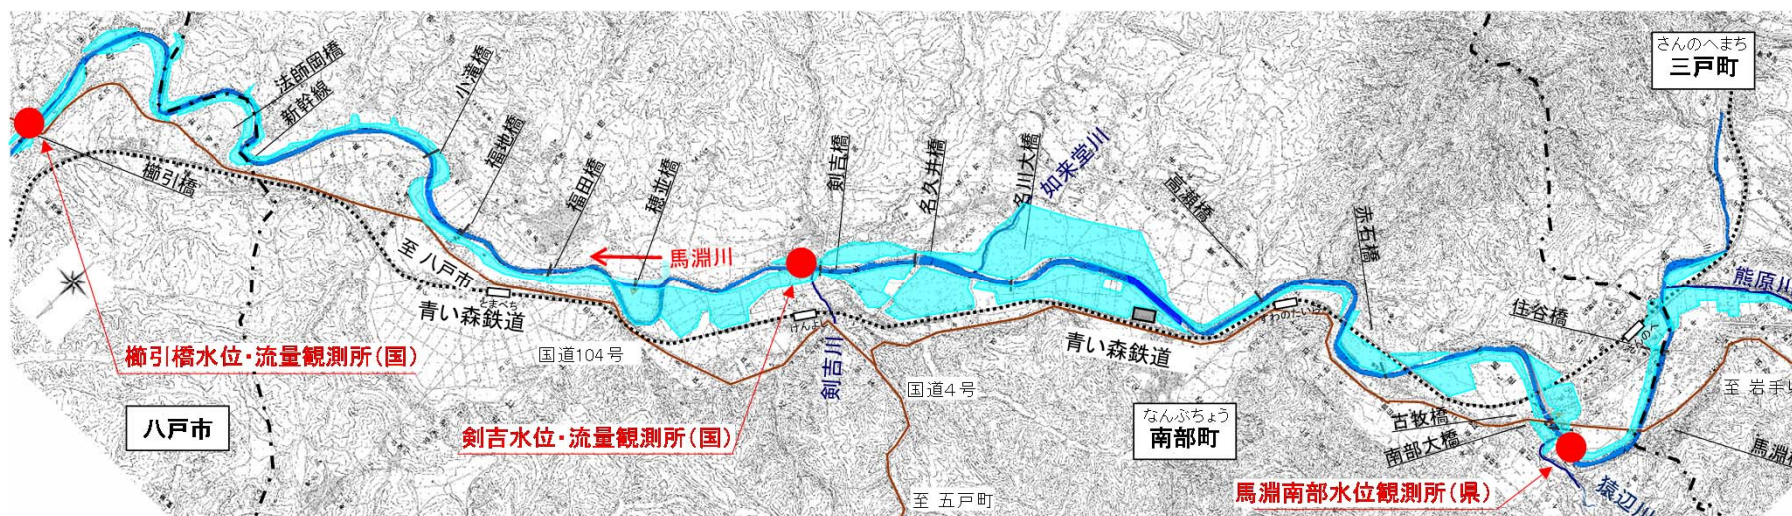 さんのへまち
三戸町
法師岡橋
新幹線
小滝橋
福地橋
福田橋
穂並橋
剣吉橋
名久井橋
名川大橋
如来堂川
高瀬橋
赤石橋
住谷橋
熊原川
櫛引橋
馬淵川
至 八戸市
とまべち
青い森鉄道
けんよし
国道104号
剣吉川
国道4号
青い森鉄道
至 岩手
古牧橋
南部大橋
馬淵
猿辺川
櫛引橋水位・流量観測所(国)
八戸市
剣吉水位・流量観測所(国)
なんぶちょう
南部町
馬淵南部水位観測所(県)
至 五戸町